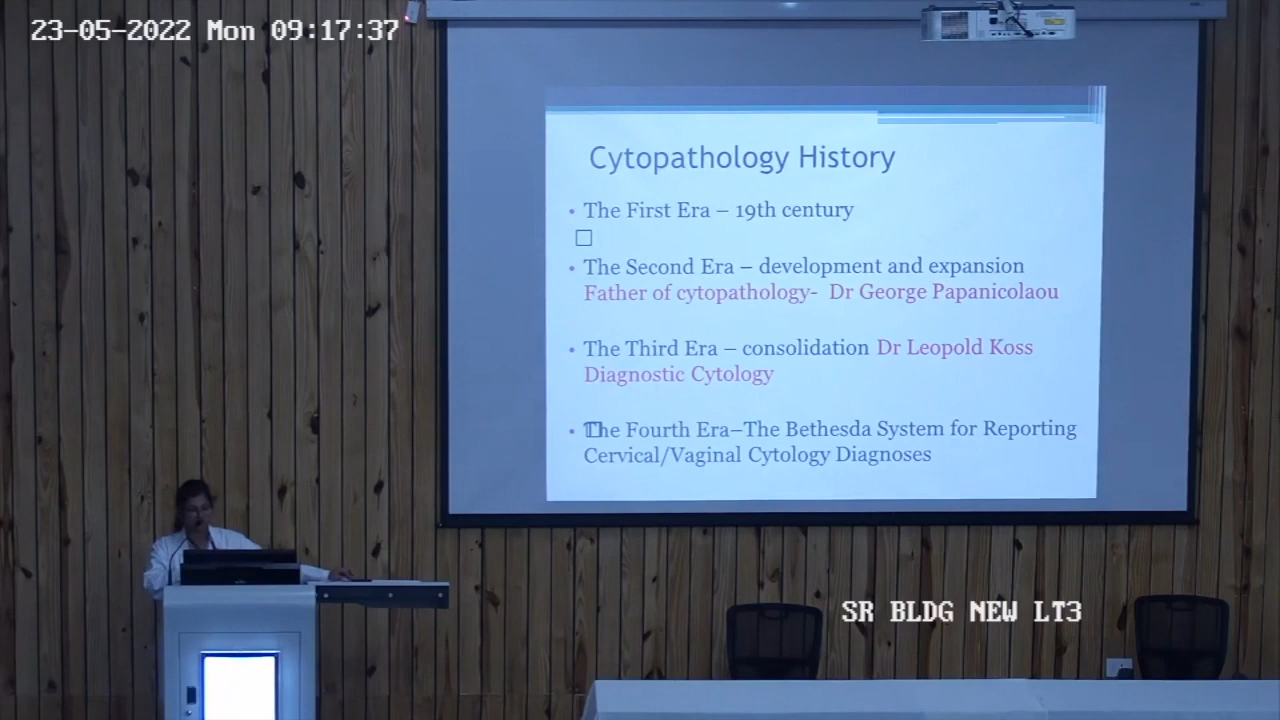 23-05-2022 Mon 09:17:37
Cytopathology History
• The First Era – 19th century
• The Second Era – development and expansion
Father of cytopathology- Dr George Papanicolaou
• The Third Era – consolidation Dr Leopold Koss
Diagnostic Cytology
• The Fourth Era–The Bethesda System for Reporting
Cervical/Vaginal Cytology Diagnoses
SR BLDG NEW LT3